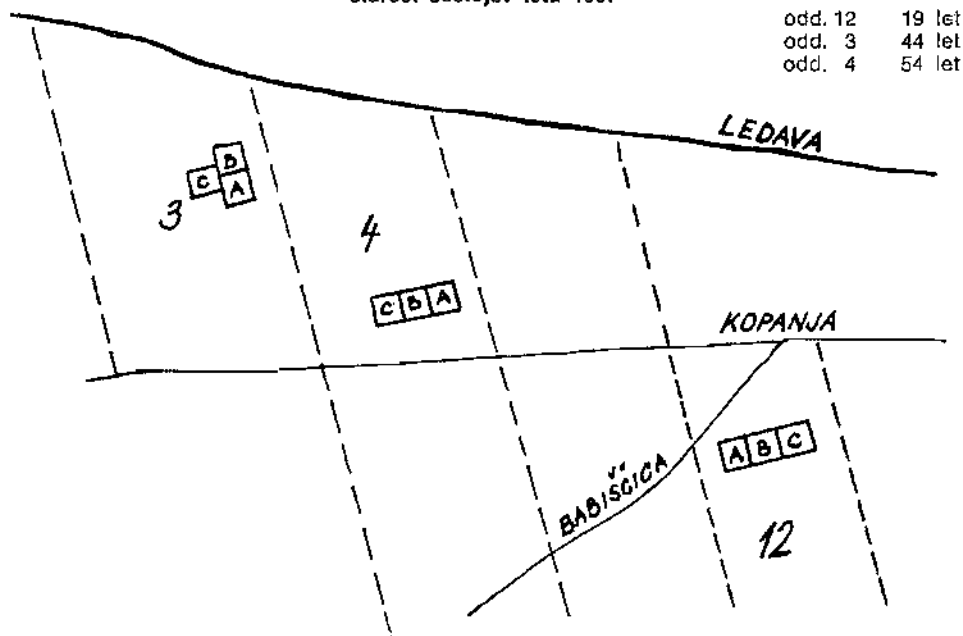 odd. 12 19 let
odd. 3 44 let
odd. 4 54 let
LEDAVA
B
C
A
3
4
C B A
KOPANJA
A B C
BABIŠČICA
12